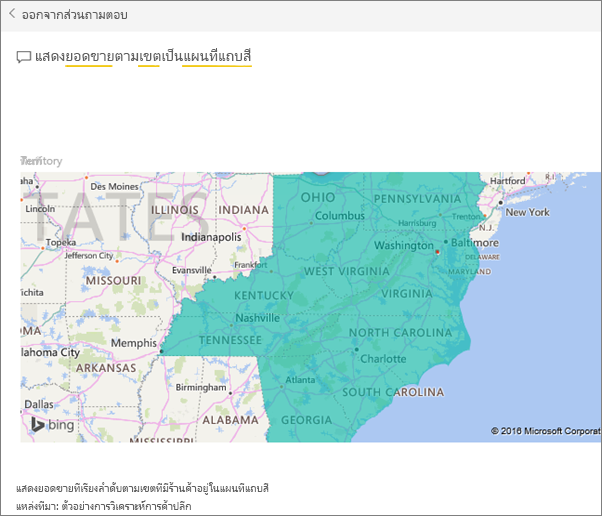 ออกจากส่วนถามตอบ
แสดงยอดขายตามเขตเป็นแผนที่แถบสี
Territory
Des Moines
Lincoln
TATES
ILLINOIS
INDIANA
OHIO
PENNSYLVANIA
Hartford
R.I.
New York
Columbus
Harrisburg
Trenton
N.J.
Topeka
Indianapolis
Washington
Baltimore
Jefferson City
DELAWARE
MARYLAND
MISSOURI
Evansville
Frankfort
WEST VIRGINIA
Vichita
KENTUCKY
VIRGINIA
Nashville
TENNESSEE
NORTH CAROLINA
Memphis
lahoma City
Charlotte
ARKANSAS
Atlanta
Birmingham
SOUTH CAROLINA
Dallas
ALABAMA
GEORGIA
bing
MISSISSIPPI
© 2016 Microsoft Corporat
แสดงยอดขายที่เรียงลำดับตามเขตที่มีร้านค้าอยู่ในแผนที่แถบสี
แหล่งที่มา: ตัวอย่างการวิเคราะห์การค้าปลีก